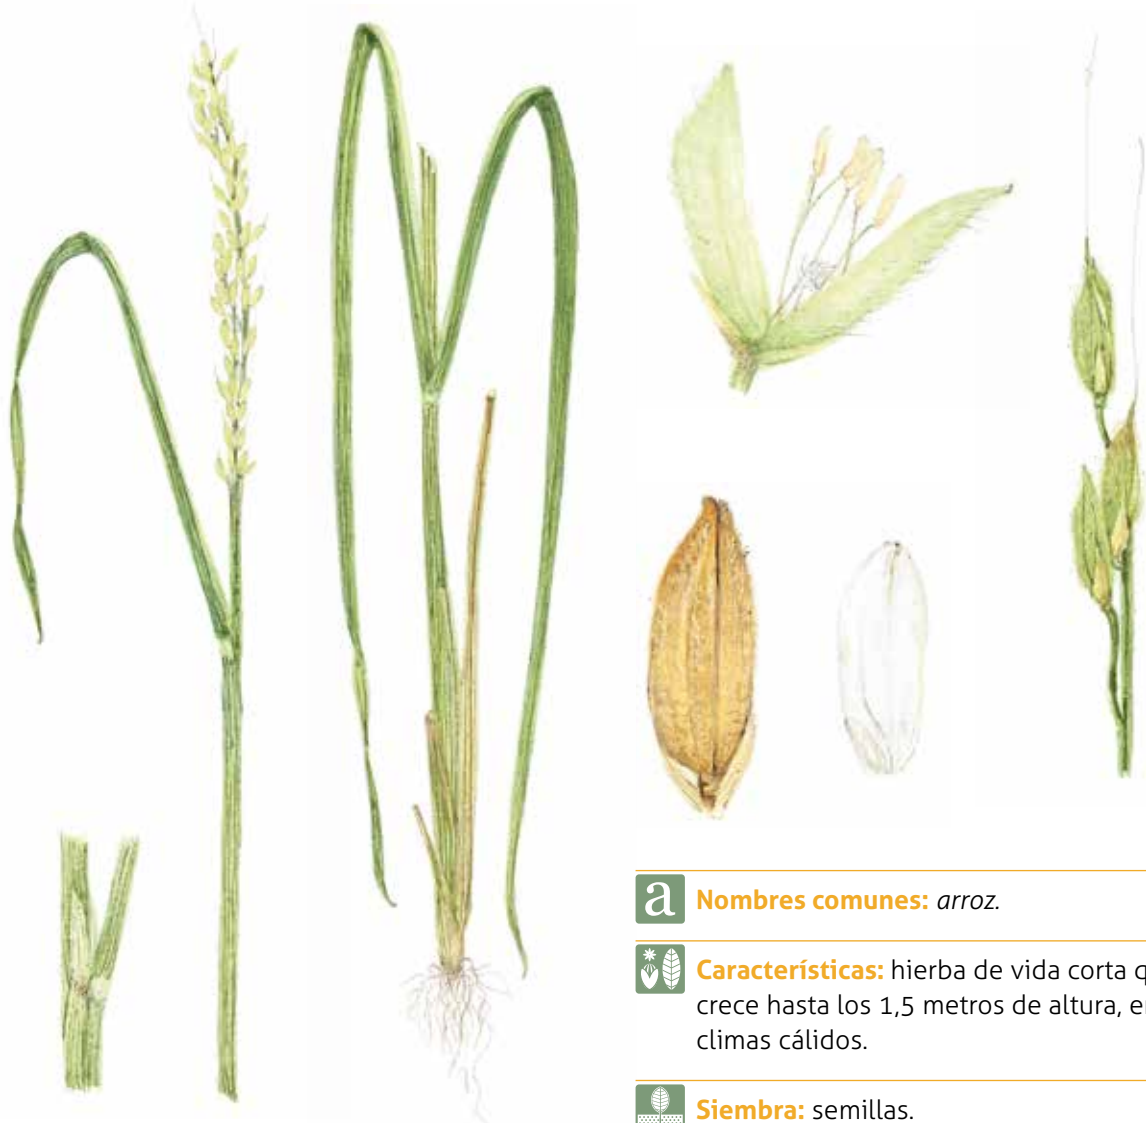 a Nombres comunes: arroz.
Características: hierba de vida corta
crece hasta los 1,5 metros de altura,
climas cálidos.
Siembra: semillas.